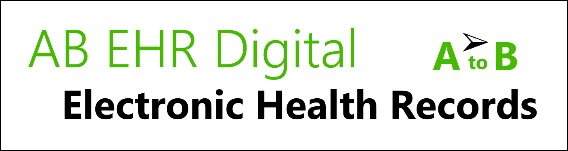 AB EHR Digital
A to B
Electronic Health Records